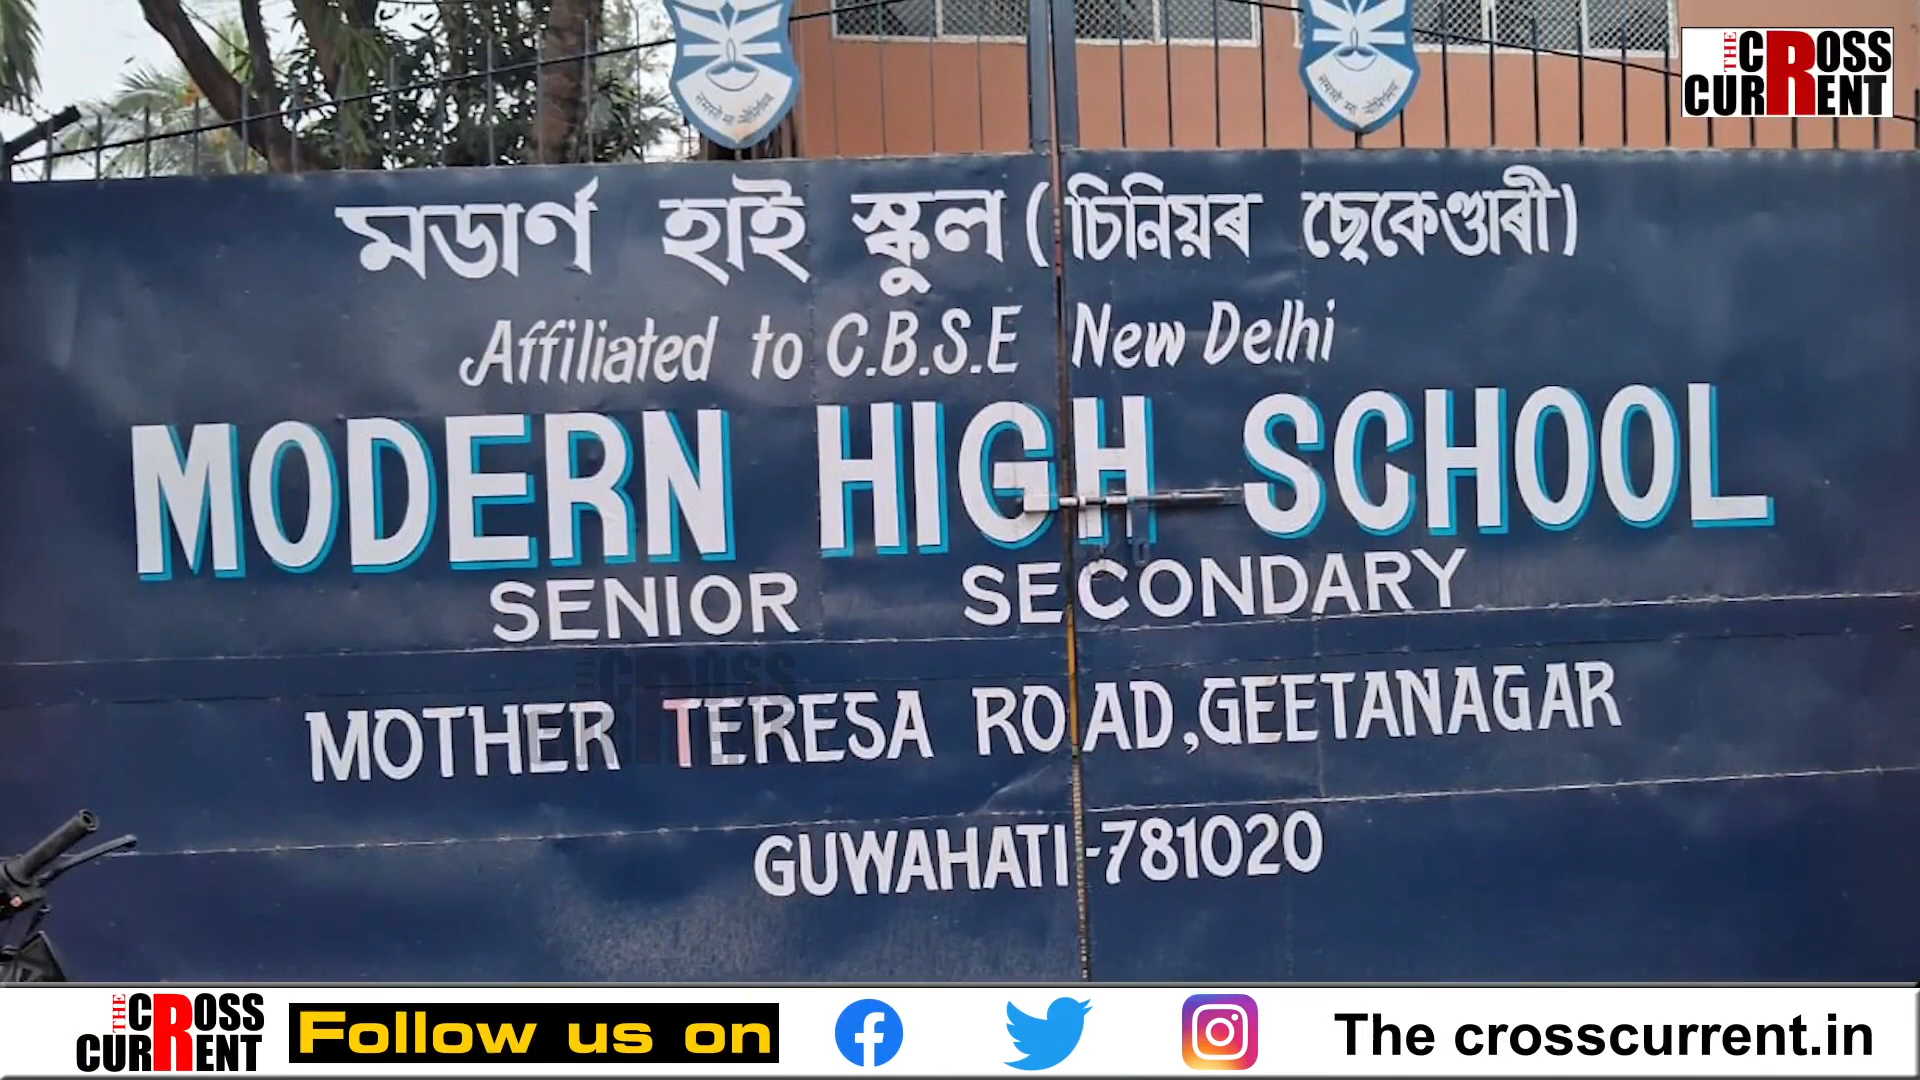 THE CROSS CURRENT
মডাৰ্ণ হাই স্কুল (চিনিয়ৰ ছেকেণ্ডাৰী)
Affiliated to C.B.S.E New Delhi
MODERN HIGH SCHOOL
SENIOR SECONDARY
MOTHER TERESA ROAD,GEETANAGAR
GUWAHATI-781020
THE CROSS CURRENT
Follow us on
The crosscurrent.in